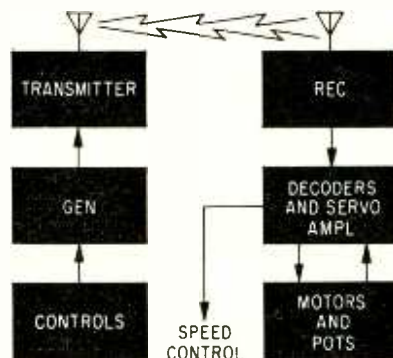 TRANSMITTER
GEN
CONTROLS
REC
DECODERS
AND SERVO
AMPL
MOTORS
AND
POTS
SPEED
CONTROL